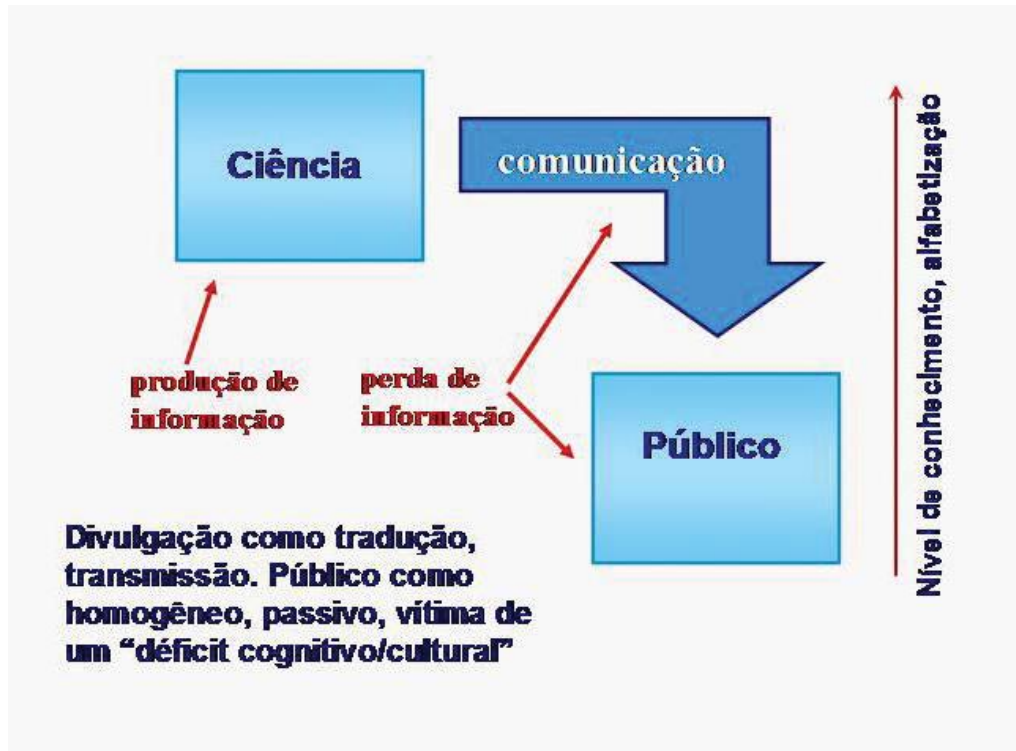 Ciência
comunicação
produção de
informação
perda de
informação
Público
Nível de conhecimento, alfabetização
Divulgação como tradução,
transmissão. Público como
homogêneo, passivo, vítima de
um “déficit cognitivo/cultural”